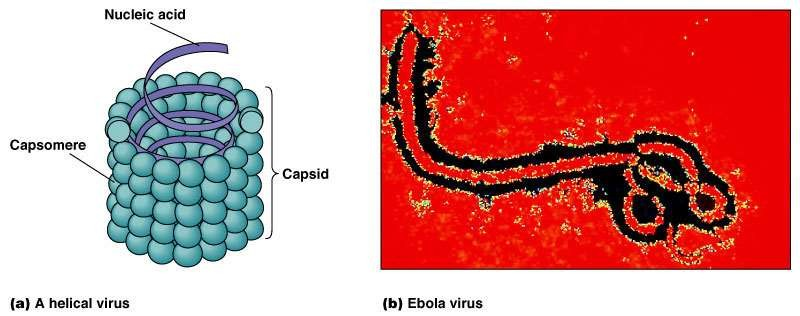 Nucleic acid
Capsomere
Capsid
(a) A helical virus
(b) Ebola virus